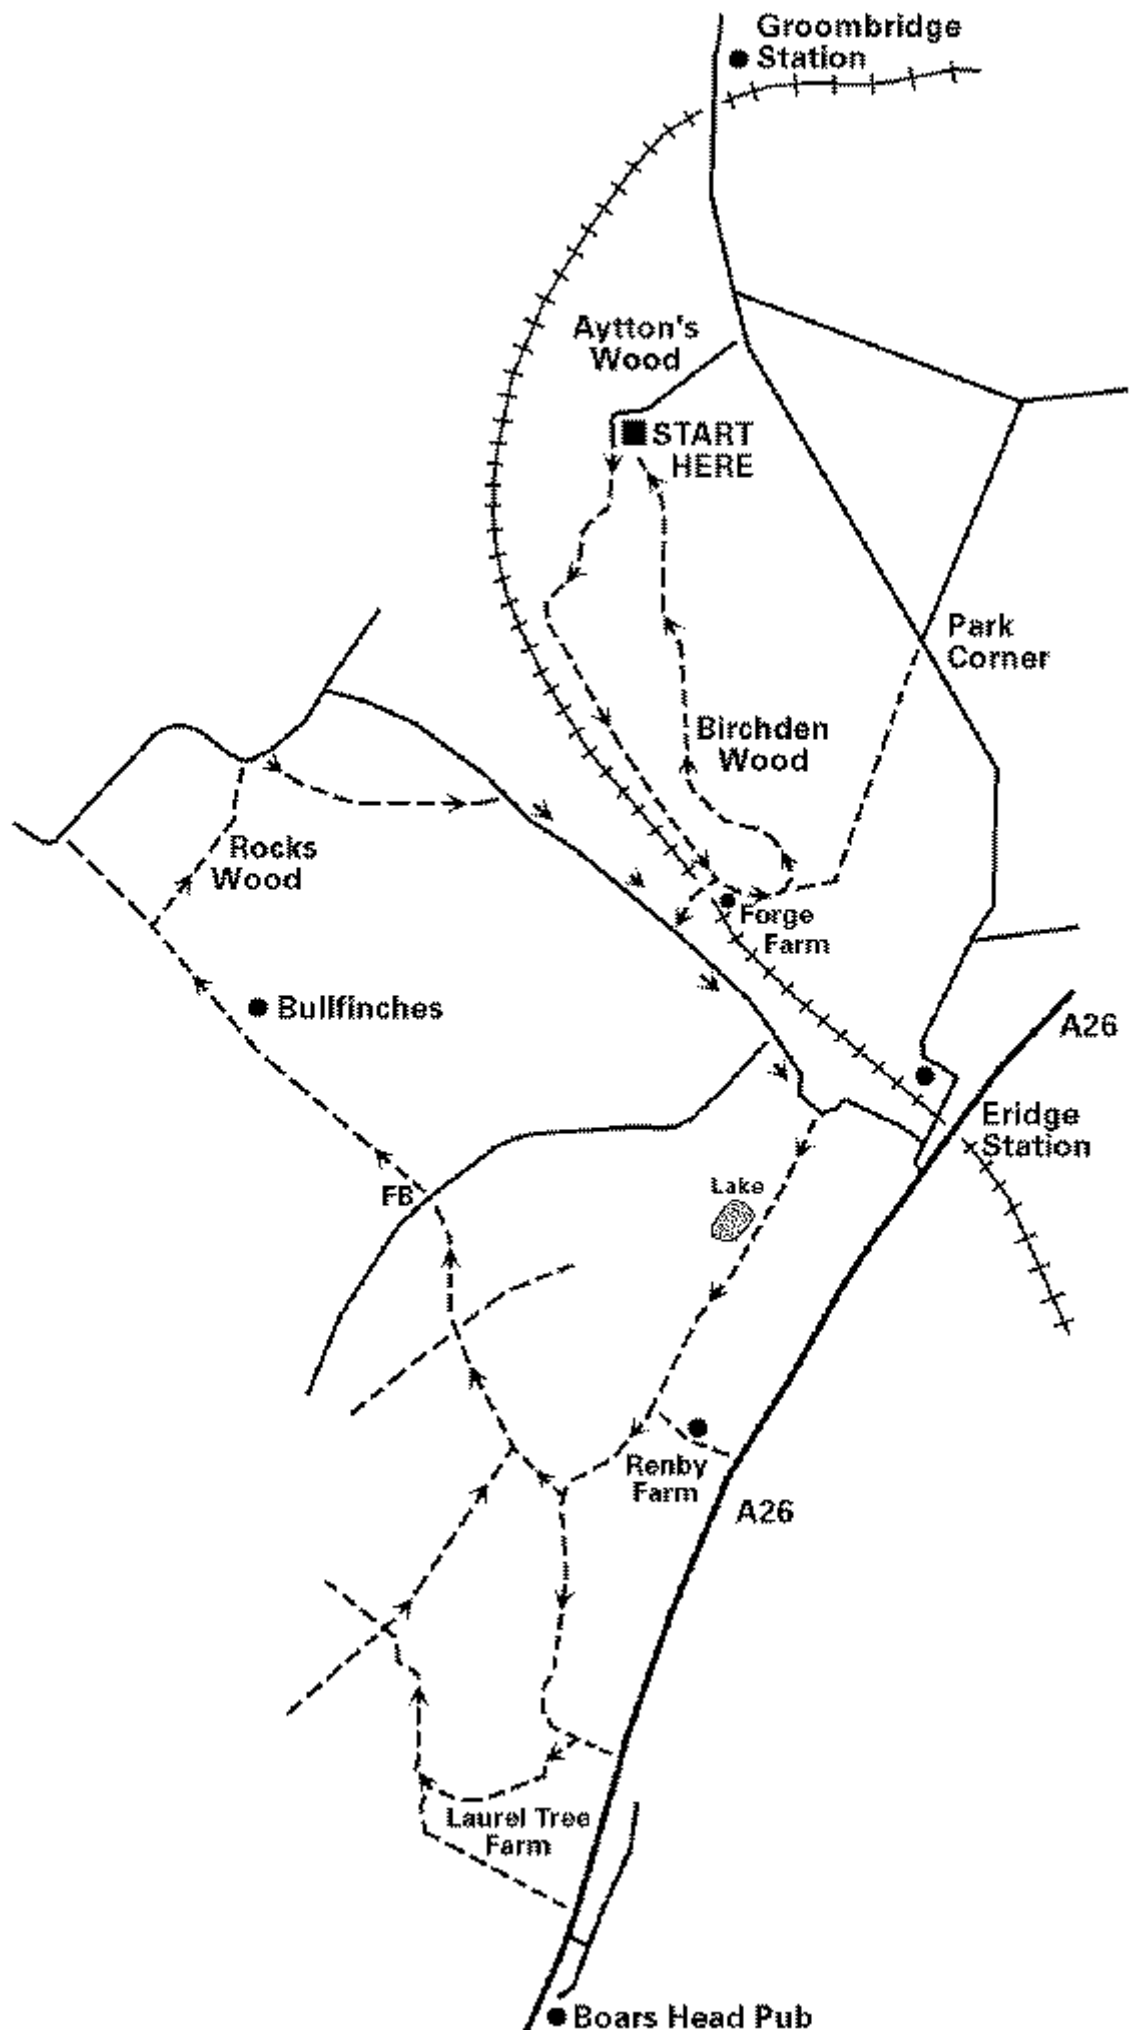 Groombridge
Station
Aytton's
Wood
START
HERE
Park
Corner
Birchden
Wood
Rocks
Wood
Forge
Farm
Bullfinches
A26
Eridge
Station
Lake
FB
Renby
Farm
A26
Laurel Tree
Farm
Boars Head Pub